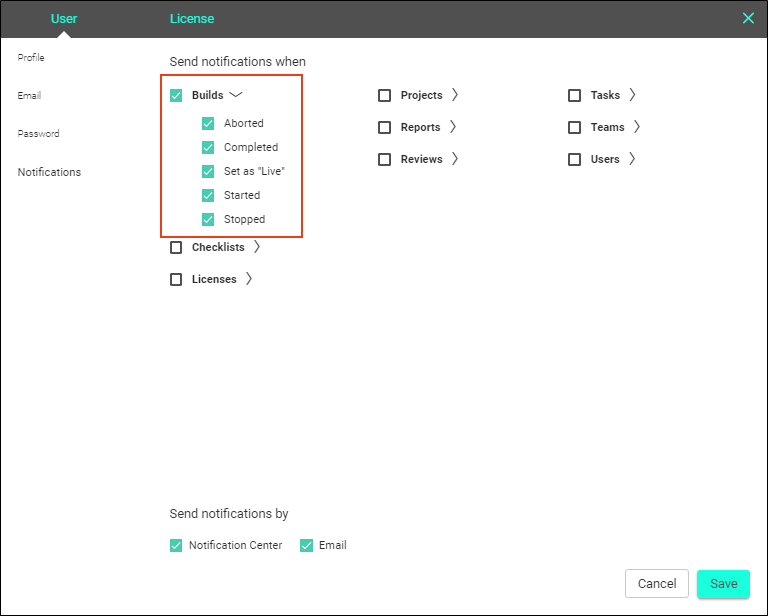 User
License
Profile
Email
Password
Notifications
Send notifications when
Builds
Aborted
Completed
Set as "Live"
Started
Stopped
Checklists
Licenses
Projects
Reports
Reviews
Tasks
Teams
Users
Send notifications by
Notification Center
Email
Cancel
Save